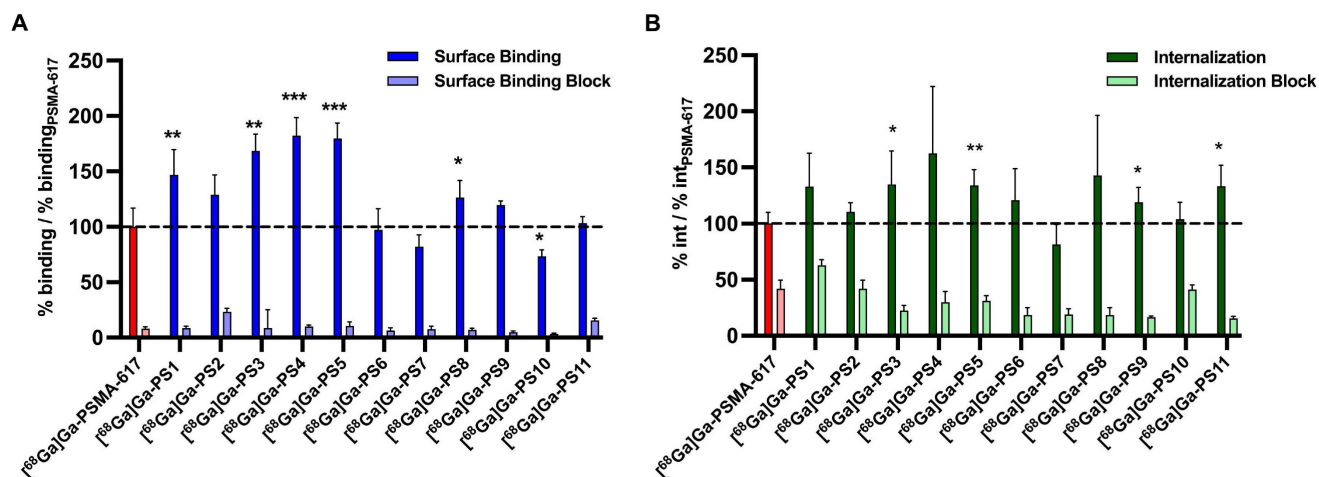 A
250
200
150
100
50
0
% binding / % bindingPSMA-617
Surface Binding
Surface Binding Block
**
**
***
***
*
*
[68Ga]Ga-PSMA-617
[68Ga]Ga-PS1
[68Ga]Ga-PS2
[68Ga]Ga-PS3
[68Ga]Ga-PS4
[68Ga]Ga-PS5
[68Ga]Ga-PS6
[68Ga]Ga-PS7
[68Ga]Ga-PS8
[68Ga]Ga-PS9
[68Ga]Ga-PS10
[68Ga]Ga-PS11
B
250
200
150
100
50
0
% int / % intPSMA-617
Internalization
Internalization Block
*
**
*
*
[68Ga]Ga-PSMA-617
[68Ga]Ga-PS1
[68Ga]Ga-PS2
[68Ga]Ga-PS3
[68Ga]Ga-PS4
[68Ga]Ga-PS5
[68Ga]Ga-PS6
[68Ga]Ga-PS7
[68Ga]Ga-PS8
[68Ga]Ga-PS9
[68Ga]Ga-PS10
[68Ga]Ga-PS11